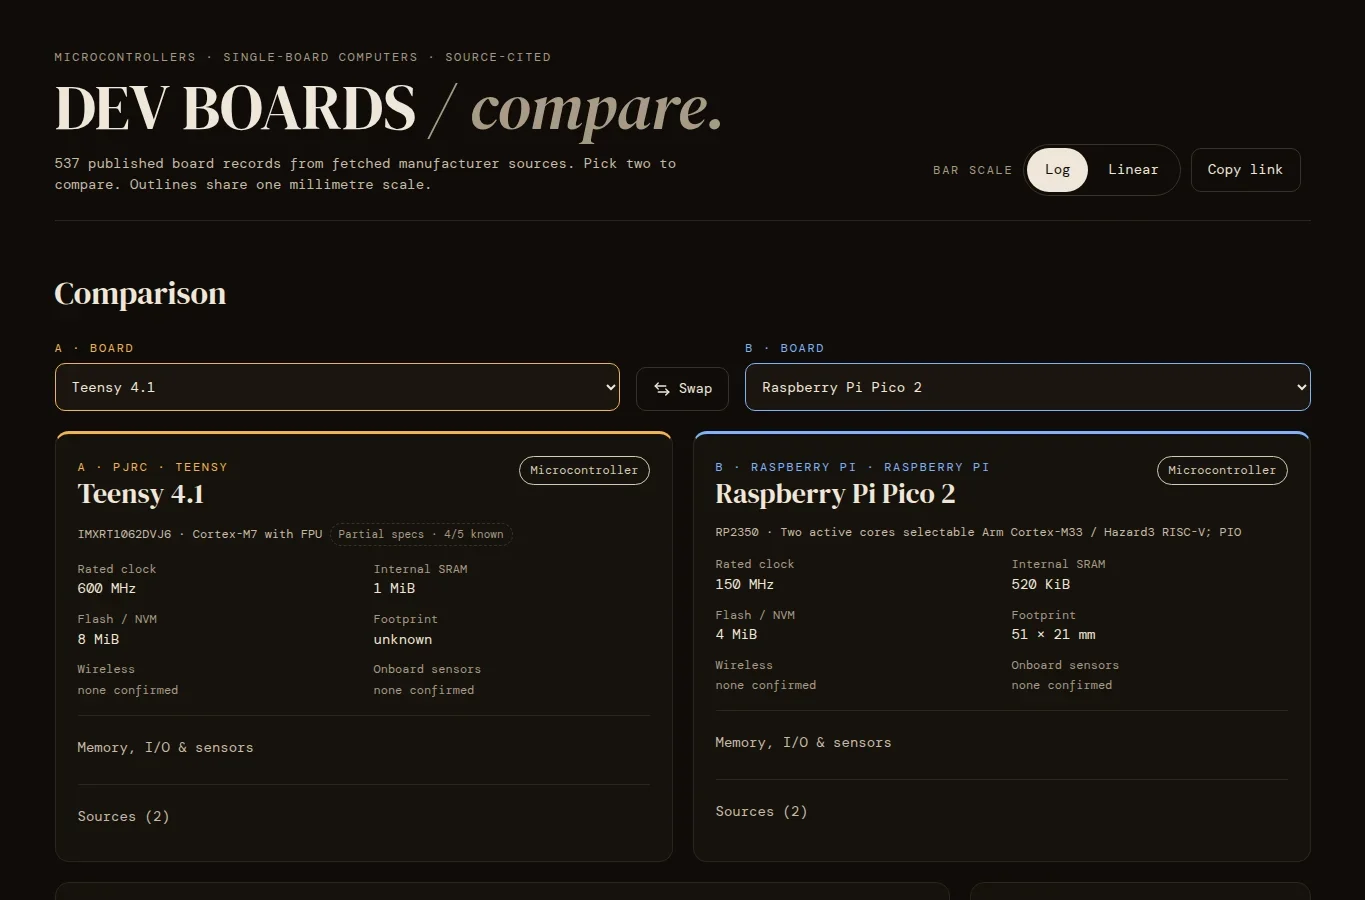 MICROCONTROLLERS · SINGLE-BOARD COMPUTERS · SOURCE-CITED
DEV BOARDS / compare.
537 published board records from fetched manufacturer sources. Pick two to
compare. Outlines share one millimetre scale.
BAR SCALE Log Linear Copy link
Comparison
A · BOARD
Teensy 4.1
Swap
B · BOARD
Raspberry Pi Pico 2
A · PJRC · TEENSY
Microcontroller
Teensy 4.1
IMXRT1062DVJ6 · Cortex-M7 with FPU Partial specs · 4/5 known
Rated clock
600 MHz
Internal SRAM
1 MiB
Flash / NVM
8 MiB
Footprint
unknown
Wireless
none confirmed
Onboard sensors
none confirmed
Memory, I/O & sensors
Sources (2)
B · RASPBERRY PI · RASPBERRY PI
Microcontroller
Raspberry Pi Pico 2
RP2350 · Two active cores selectable Arm Cortex-M33 / Hazard3 RISC-V; PIO
Rated clock
150 MHz
Internal SRAM
520 KiB
Flash / NVM
4 MiB
Footprint
51 × 21 mm
Wireless
none confirmed
Onboard sensors
none confirmed
Memory, I/O & sensors
Sources (2)